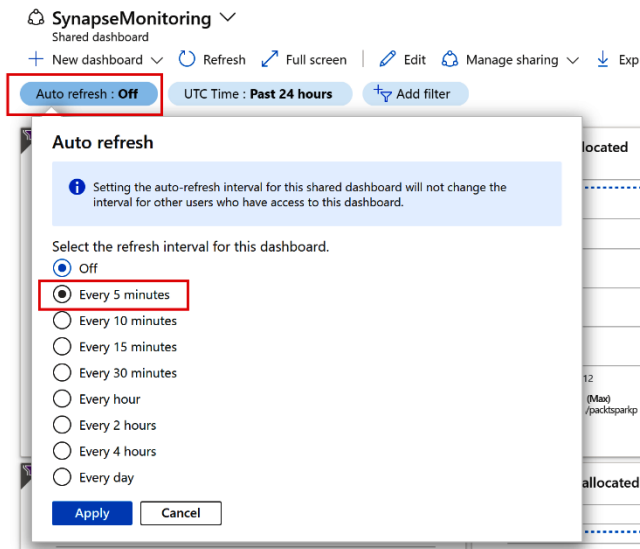 SynapseMonitoring
Shared dashboard
New dashboard Refresh Full screen Edit Manage sharing Exp
Auto refresh : Off UTC Time : Past 24 hours Add filter
Auto refresh
located
Setting the auto-refresh interval for this shared dashboard will not change the
interval for other users who have access to this dashboard.
Select the refresh interval for this dashboard.
Off
Every 5 minutes
Every 10 minutes
Every 15 minutes
Every 30 minutes
12
Every hour
(Max)
/packtsparkp
Every 2 hours
Every 4 hours
Every day
allocated
Apply Cancel